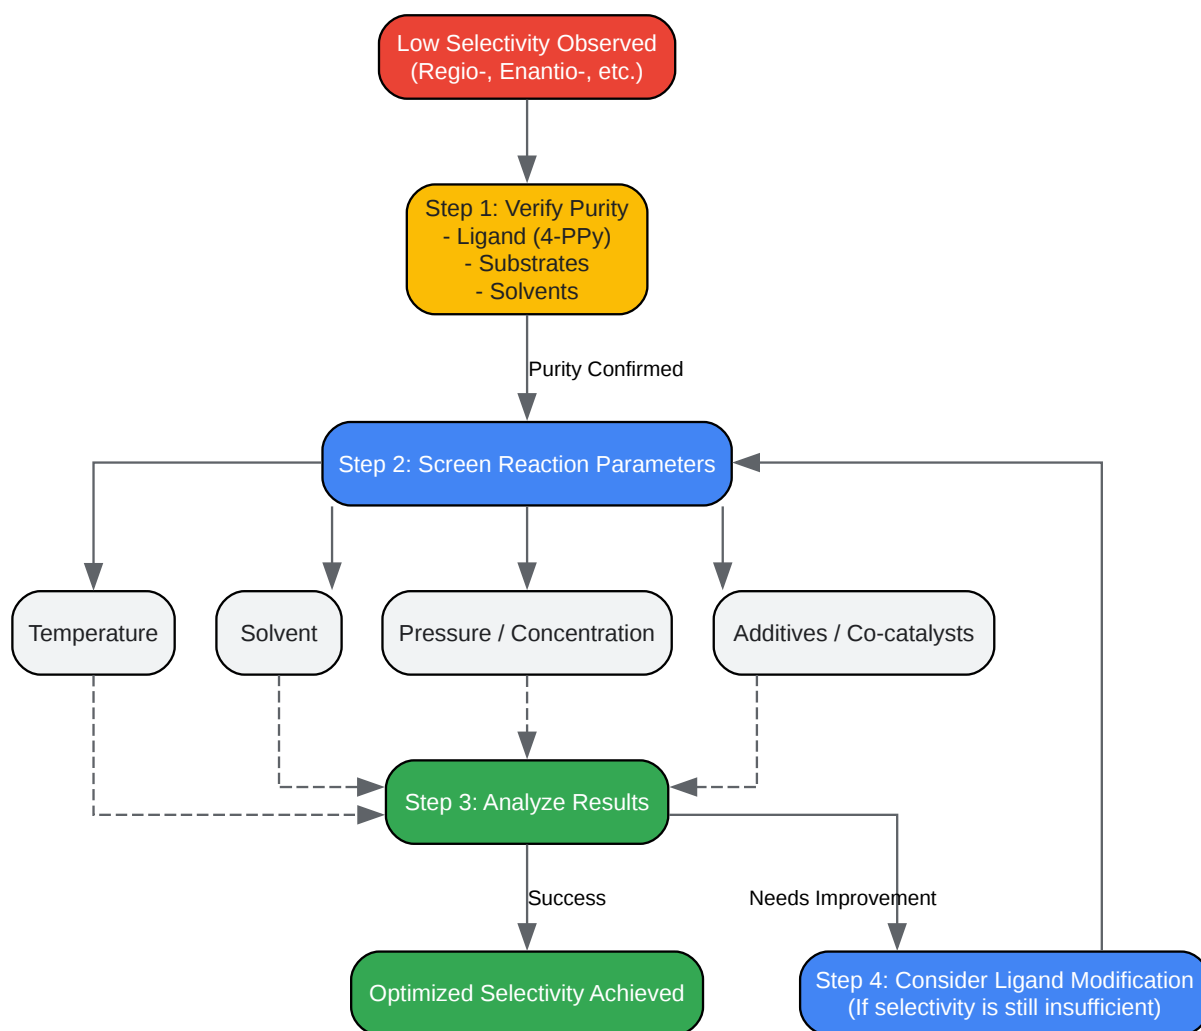 Low Selectivity Observed
(Regio-, Enantio-, etc.)
Step 1: Verify Purity
- Ligand (4-PPy)
- Substrates
- Solvents
Purity Confirmed
Step 2: Screen Reaction Parameters
Temperature
Solvent
Pressure / Concentration
Additives / Co-catalysts
Step 3: Analyze Results
Success
Needs Improvement
Optimized Selectivity Achieved
Step 4: Consider Ligand Modification
(If selectivity is still insufficient)